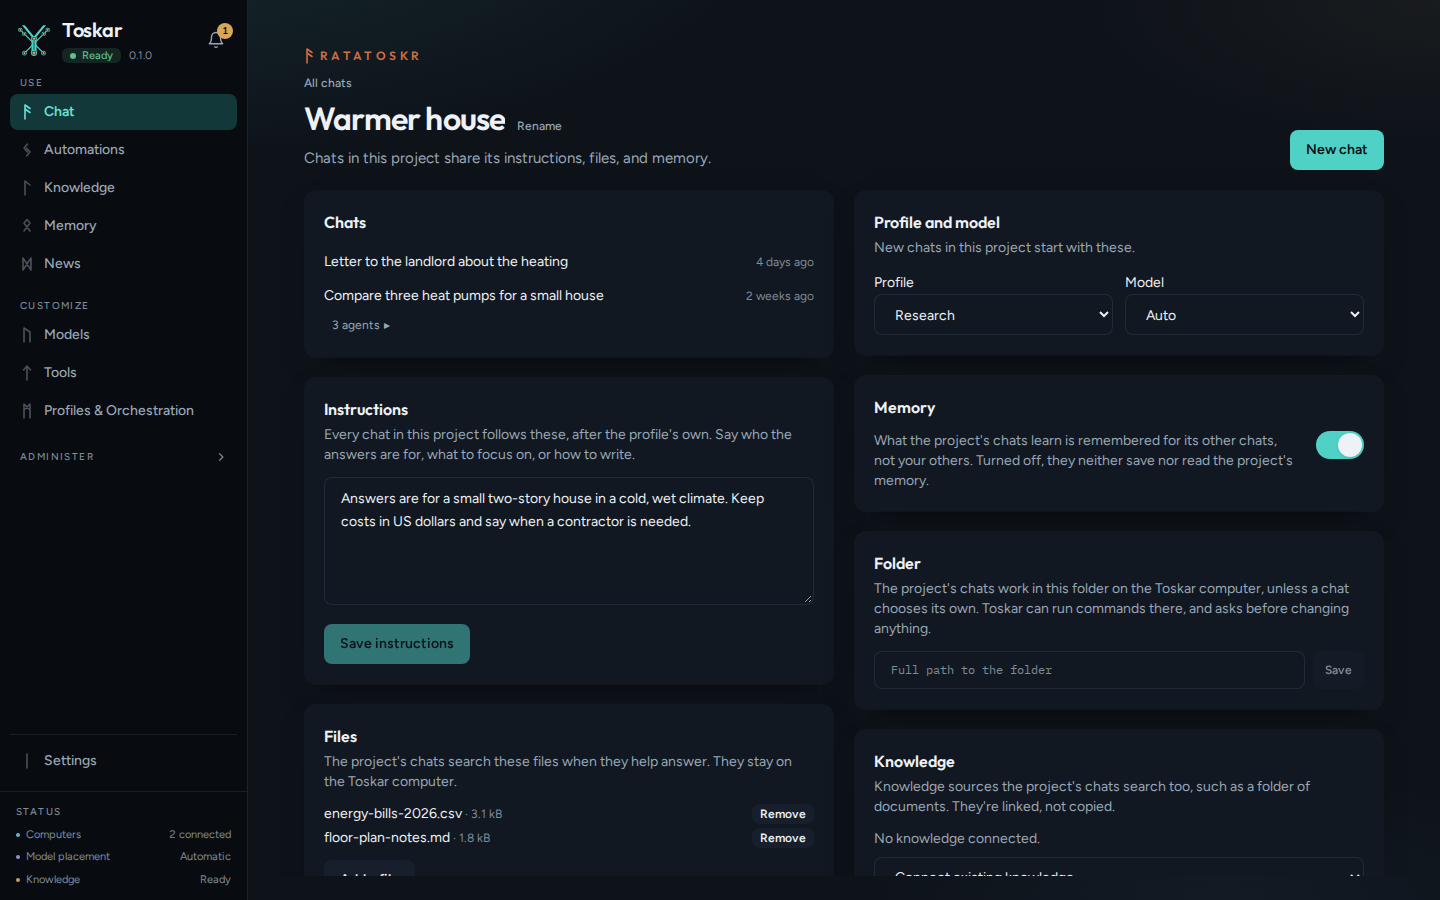 Toskar
Ready 0.1.0
1
USE
Chat
Automations
Knowledge
Memory
News
CUSTOMIZE
Models
Tools
Profiles & Orchestration
ADMINISTER
Settings
STATUS
Computers 2 connected
Model placement Automatic
Knowledge Ready
RATATOSKR
All chats
Warmer house Rename
Chats in this project share its instructions, files, and memory.
New chat
Chats
Letter to the landlord about the heating 4 days ago
Compare three heat pumps for a small house 2 weeks ago
3 agents ▸
Instructions
Every chat in this project follows these, after the profile's own. Say who the
answers are for, what to focus on, or how to write.
Answers are for a small two-story house in a cold, wet climate. Keep
costs in US dollars and say when a contractor is needed.
Save instructions
Files
The project's chats search these files when they help answer. They stay on
the Toskar computer.
energy-bills-2026.csv · 3.1 kB Remove
floor-plan-notes.md · 1.8 kB Remove
Profile and model
New chats in this project start with these.
Profile Model
Research Auto
Memory
What the project's chats learn is remembered for its other chats,
not your others. Turned off, they neither save nor read the project's
memory.
Folder
The project's chats work in this folder on the Toskar computer, unless a chat
chooses its own. Toskar can run commands there, and asks before changing
anything.
Full path to the folder Save
Knowledge
Knowledge sources the project's chats search too, such as a folder of
documents. They're linked, not copied.
No knowledge connected.
Connect existing knowledge